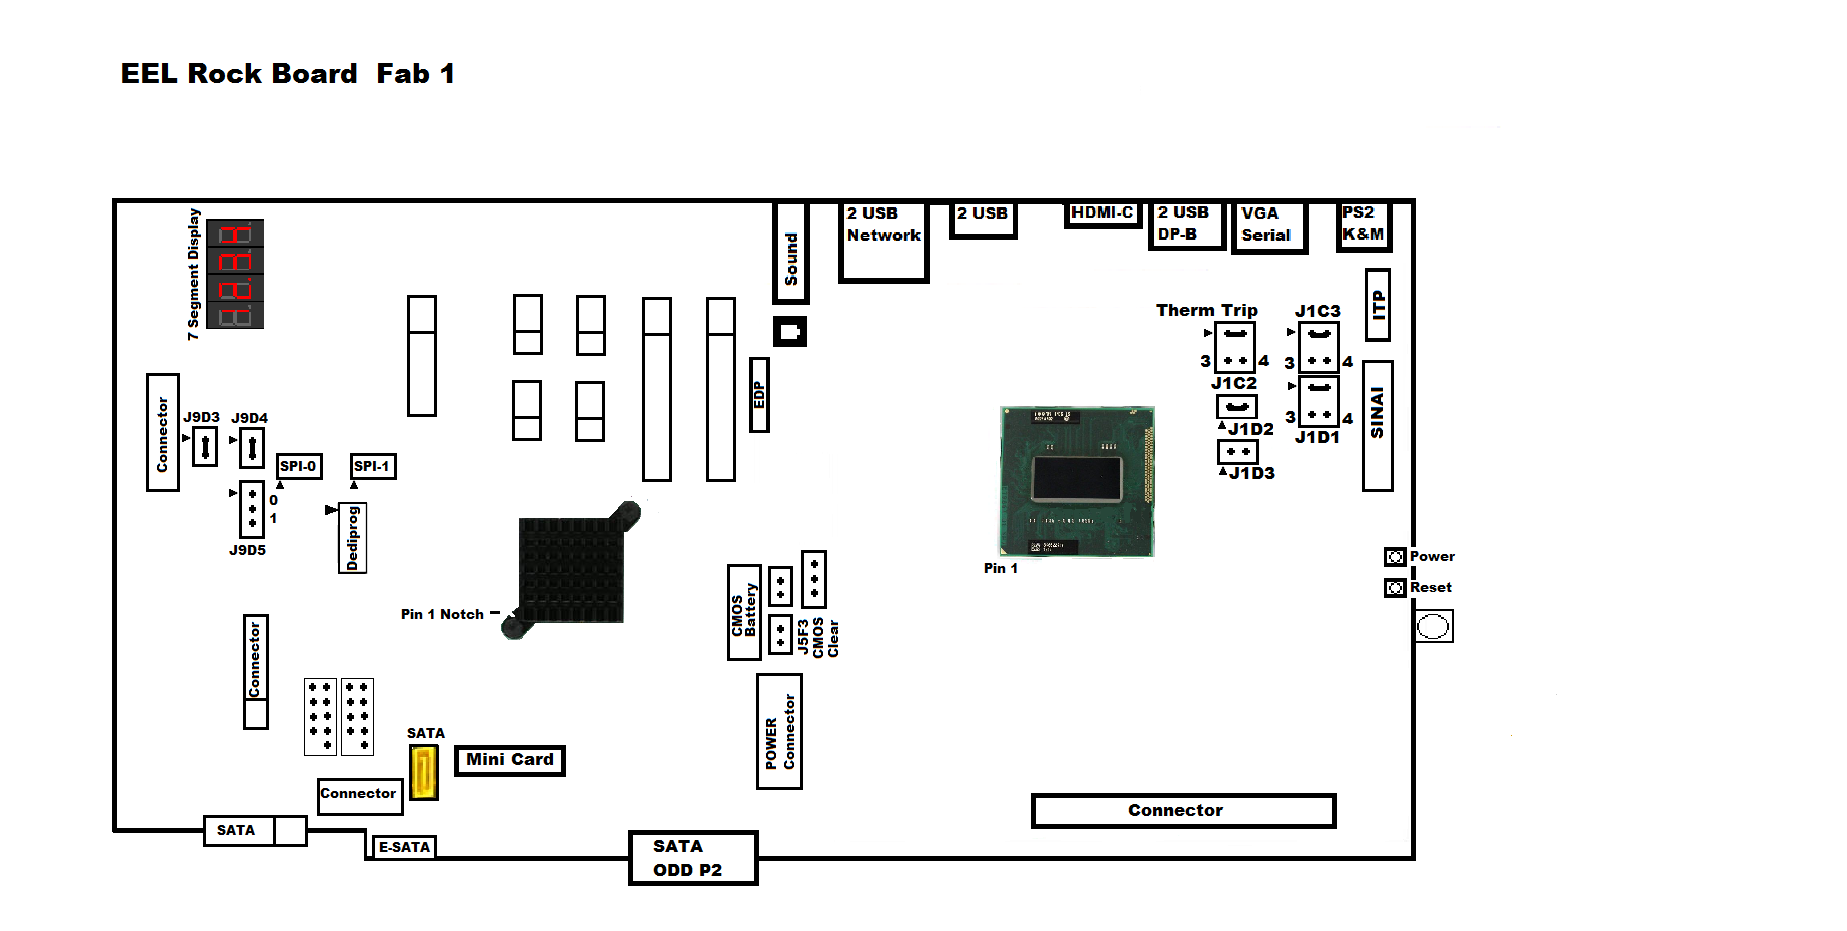 EEL Rock Board  Fab 1
7 Segment Display
Sound
2 USB
Network
2 USB
HDMI-C
2 USB
DP-B
VGA
Serial
PS2
K&M
ITP
Therm Trip
3
4
J1C2
J1C3
3
4
3
4
J1D1
J1D2
J1D3
SINAI
EDP
Connector
J9D3
J9D4
SPI-0
SPI-1
0
1
J9D5
Dediprog
Pin 1 Notch
Pin 1
Power
Reset
CMOS
Battery
J5F3
CMOS
Clear
Connector
POWER
Connector
SATA
Mini Card
Connector
Connector
SATA
E-SATA
SATA
ODD P2